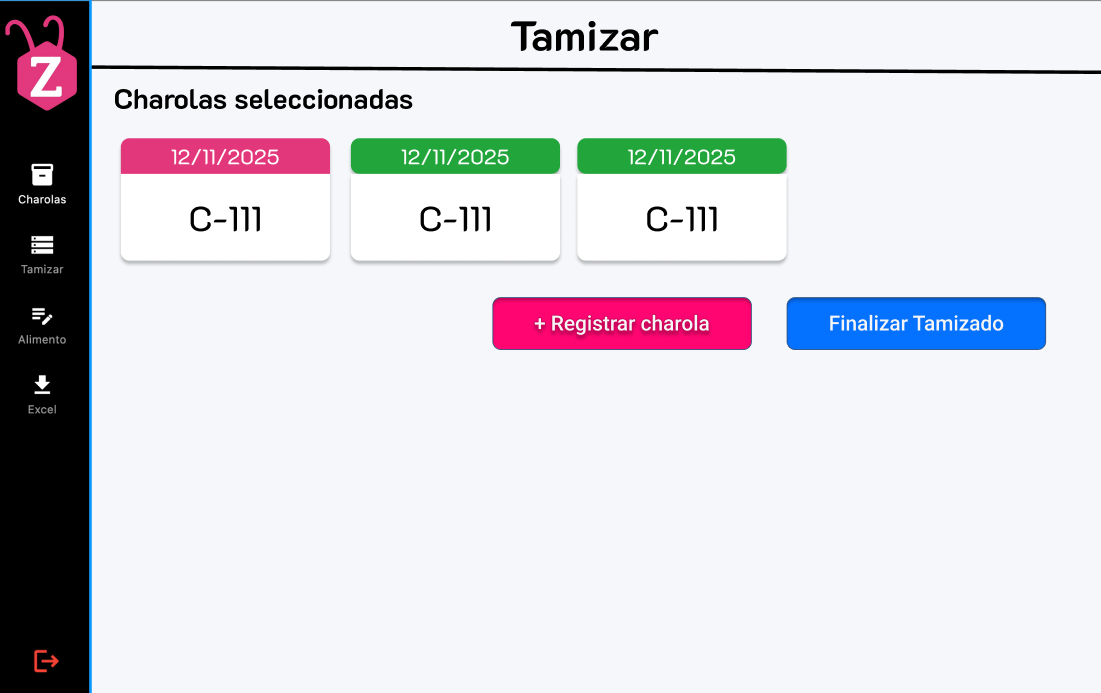 Z
Tamizar
Charolas seleccionadas
12/11/2025
C-111
12/11/2025
C-111
12/11/2025
C-111
+ Registrar charola
Finalizar Tamizado
Charolas
Tamizar
Alimento
Excel